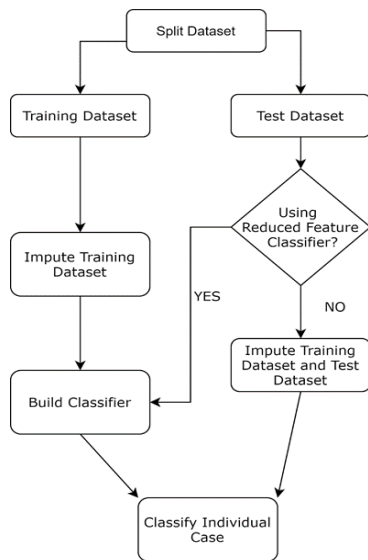 Split Dataset
Training Dataset
Test Dataset
Using
Reduced Feature
Classifier?
Impute Training
Dataset
YES
NO
Impute Training
Dataset and Test
Dataset
Build Classifier
Classify Individual
Case